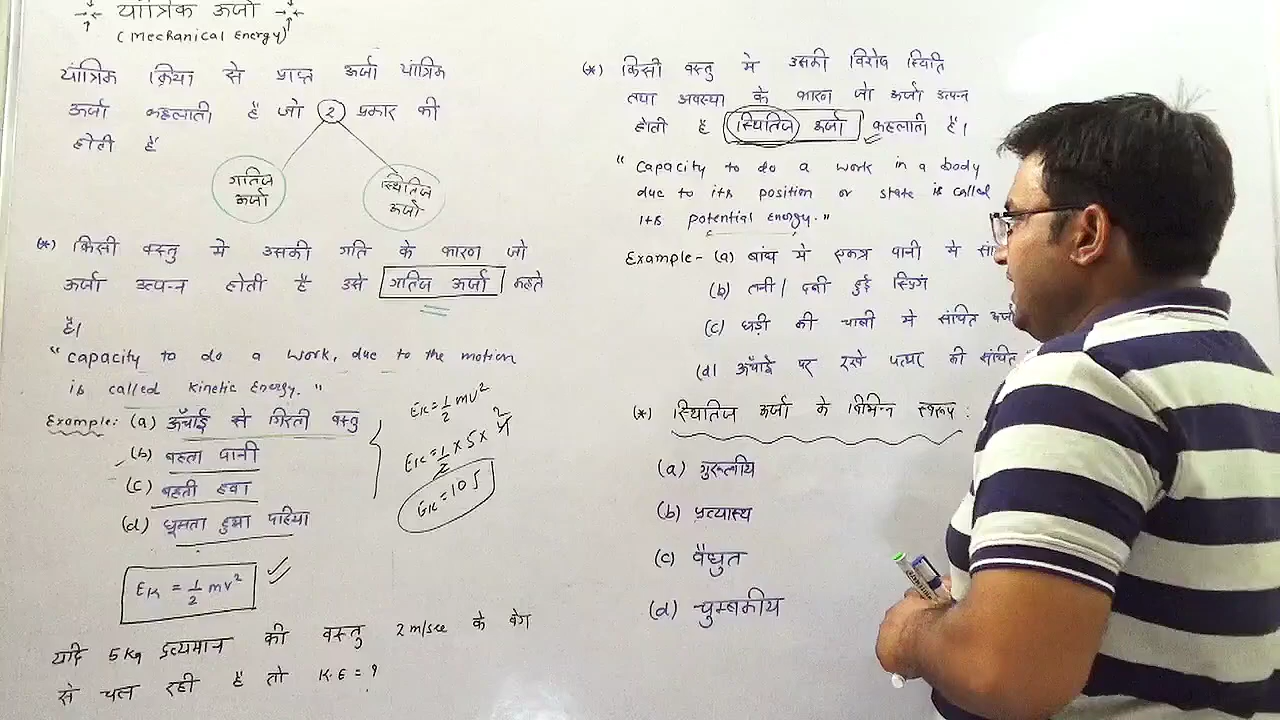 यांत्रिक ऊर्जा
(Mechanical Energy)
यांत्रिक क्रिया से प्राप्त ऊर्जा यांत्रिक
ऊर्जा कहलाती है जो 2 प्रकार की
होती है
गतिज
ऊर्जा
स्थितिज
ऊर्जा
(*) किसी वस्तु में उसकी गति के कारण जो
ऊर्जा उत्पन्न होती है उसे गतिज ऊर्जा कहते
है।
" Capacity to do a work, due to the motion
is called Kinetic Energy. "
Example: (a) ऊँचाई से गिरती वस्तु
(b) बहता पानी
(c) बहती हवा
(d) घूमता हुआ पहिया
EK = 1/2 mv²
EK = 1/2 mv²
EK = 1/2 × 5 × 4
2
EK = 10 J
यदि 5 Kg द्रव्यमान की वस्तु 2 m/sec के वेग
से चल रही है तो K.E = ?
(*) किसी वस्तु में उसकी विशेष स्थिति
तथा अवस्था के कारण जो ऊर्जा उत्पन्न
होती है स्थितिज ऊर्जा कहलाती है।
" Capacity to do a work in a body
due to its position or state is called
its potential energy. "
Example - (a) बांध में एकत्र पानी में
(b) तनी / दबी हुई स्प्रिंग
(c) घड़ी की चाबी में संचित ऊर्जा
(d) ऊँचाई पर रखे पत्थर की संचित
(*) स्थितिज ऊर्जा के विभिन्न स्वरूप :
(a) गुरुत्वीय
(b) प्रत्यास्थ
(c) वैद्युत
(d) चुम्बकीय